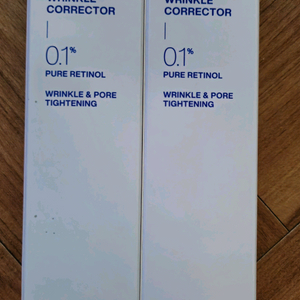 WRINKLE
CORRECTOR
0.1%
PURE RETINOL
WRINKLE & PORE
TIGHTENING
WRINKLE
CORRECTOR
0.1%
PURE RETINOL
WRINKLE & PORE
TIGHTENING